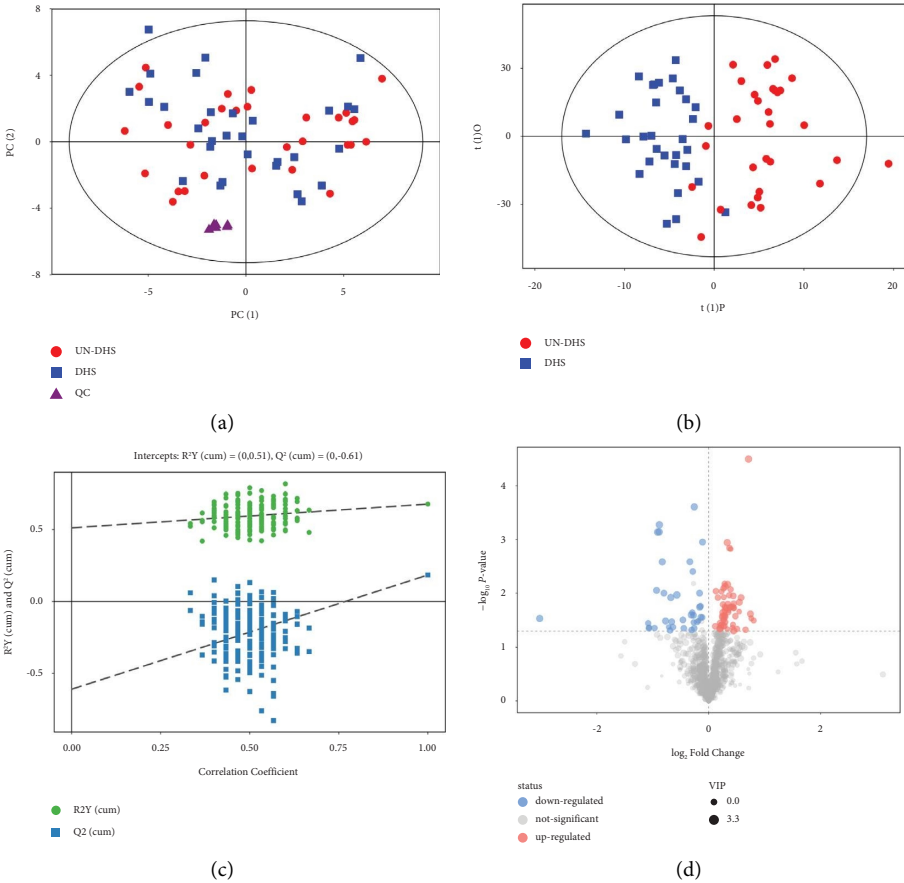 8
4
0
-4
-8
PC (2)
-5
0
5
PC (1)
UN-DHS
DHS
QC
(a)
30
0
-30
t (1)O
-20
-10
0
10
20
t (1)P
UN-DHS
DHS
(b)
Intercepts: R²Y (cum) = (0,0.51), Q² (cum) = (0,-0.61)
0.5
0.0
-0.5
R²Y (cum) and Q² (cum)
0.00
0.25
0.50
0.75
1.00
Correlation Coefficient
R2Y (cum)
Q2 (cum)
(c)
4
3
2
1
0
−log₁₀ P-value
-2
0
2
log₂ Fold Change
status
down-regulated
not-significant
up-regulated
VIP
0.0
3.3
(d)